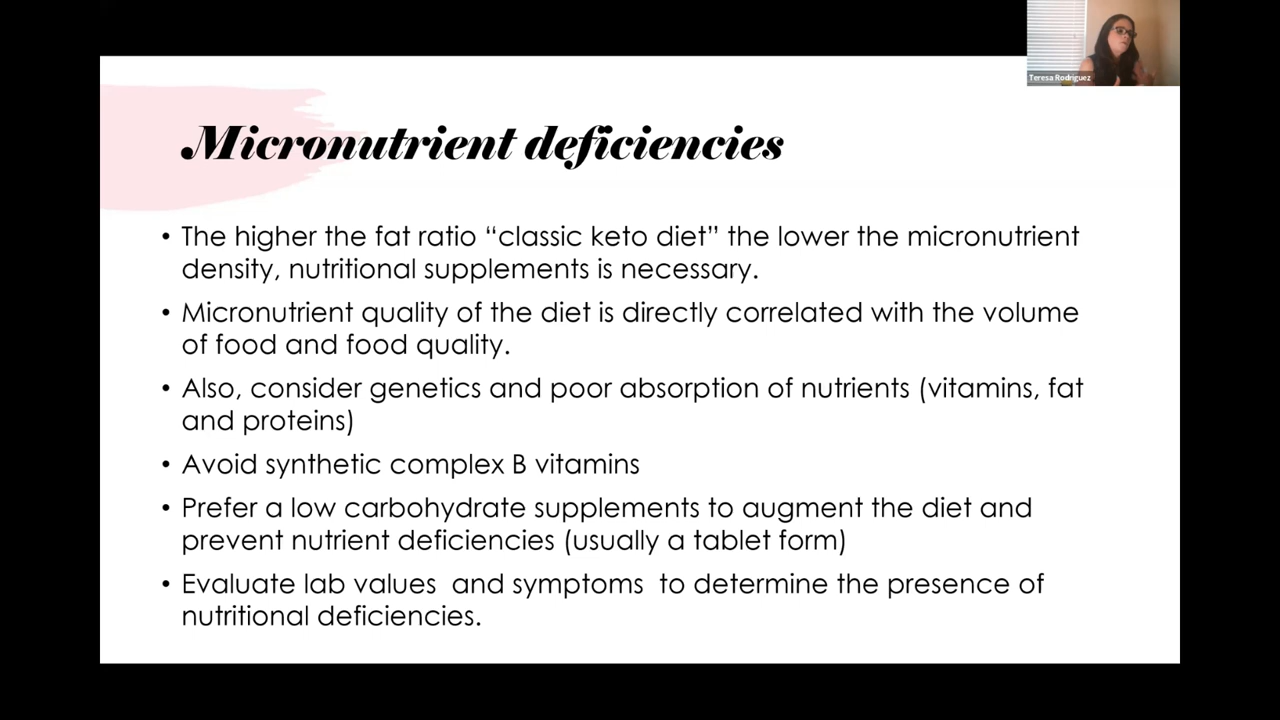 Teresa Rodriguez
Micronutrient deficiencies
• The higher the fat ratio “classic keto diet” the lower the micronutrient
density, nutritional supplements is necessary.
• Micronutrient quality of the diet is directly correlated with the volume
of food and food quality.
• Also, consider genetics and poor absorption of nutrients (vitamins, fat
and proteins)
• Avoid synthetic complex B vitamins
• Prefer a low carbohydrate supplements to augment the diet and
prevent nutrient deficiencies (usually a tablet form)
• Evaluate lab values  and symptoms  to determine the presence of
nutritional deficiencies.